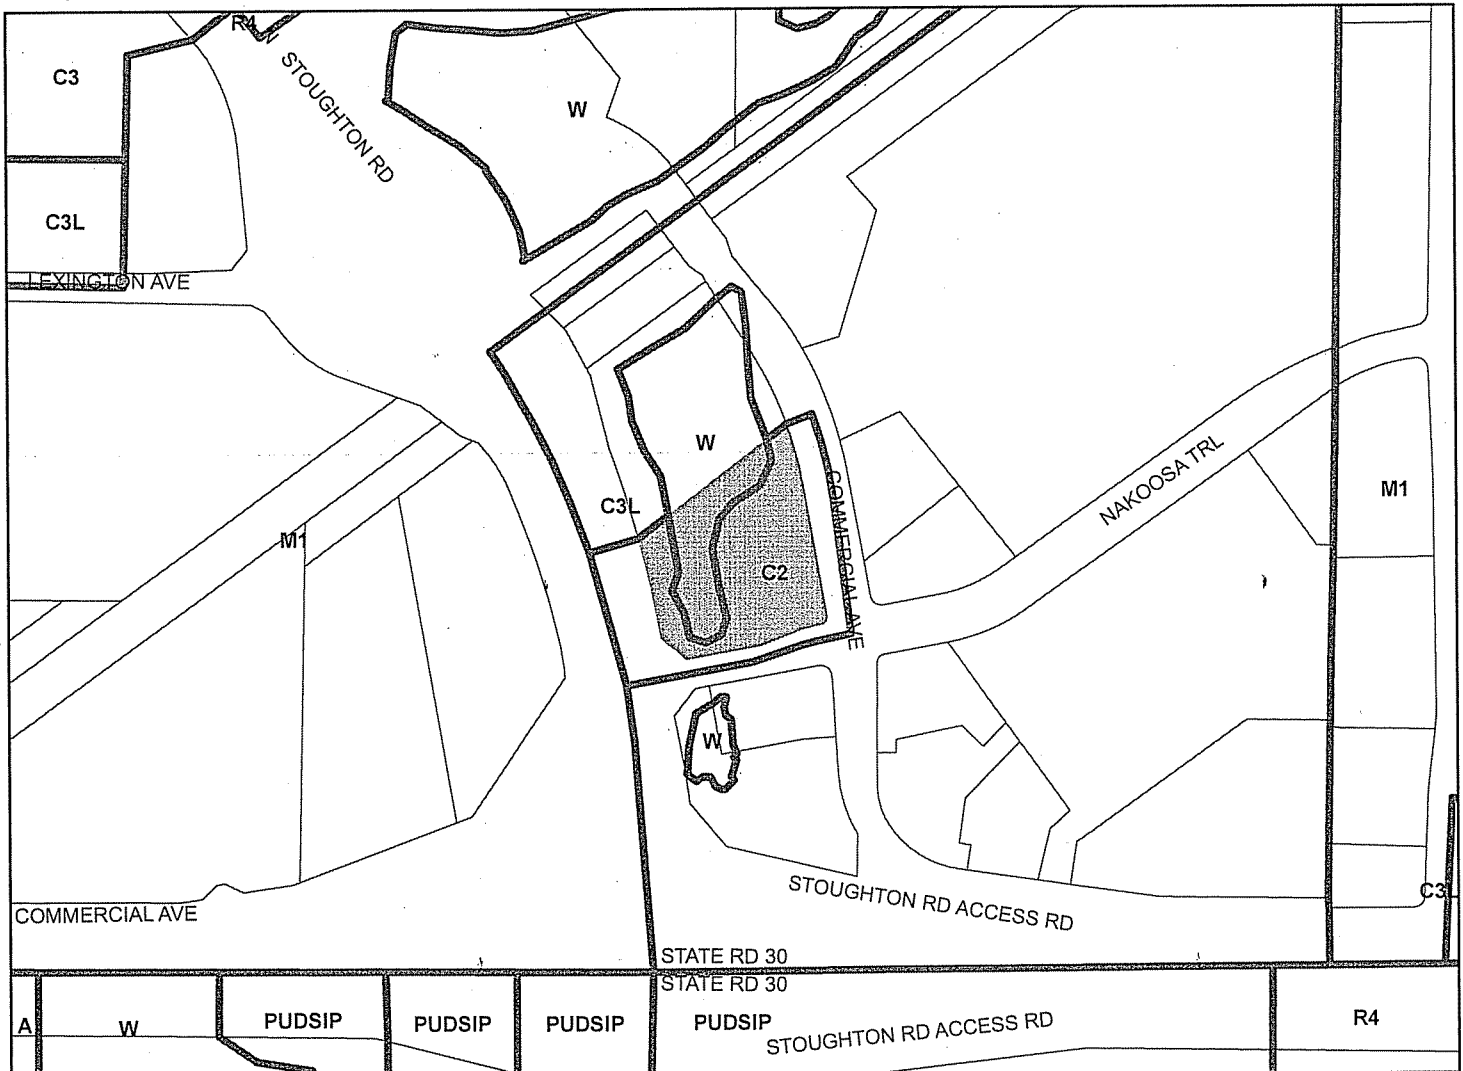 R4
N
STOUGHTON RD
C3
W
C3L
LEXINGTON AVE
W
C3L
M1
C2
COMMERCIAL AVE
NAKOOSA TRL
M1
W
C3L
COMMERCIAL AVE
STOUGHTON RD ACCESS RD
STATE RD 30
STATE RD 30
A
W
PUDSIP
PUDSIP
PUDSIP
PUDSIP
STOUGHTON RD ACCESS RD
R4